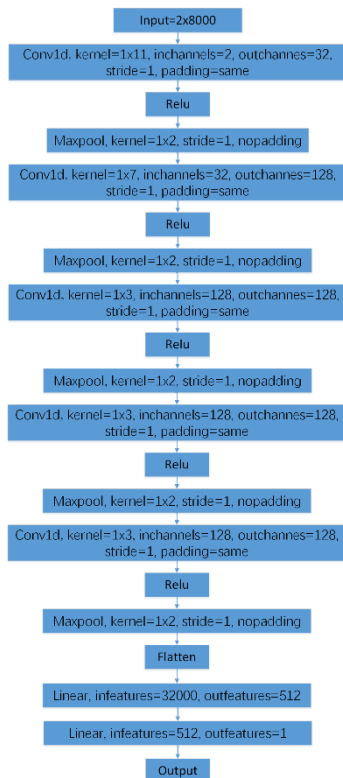 Input=2x8000
Conv1d, kernel=1x11, inchannels=2, outchannes=32,
stride=1, padding=same
Relu
Maxpool, kernel=1x2, stride=1, nopadding
Conv1d, kernel=1x7, inchannels=32, outchannes=128,
stride=1, padding=same
Relu
Maxpool, kernel=1x2, stride=1, nopadding
Conv1d, kernel=1x3, inchannels=128, outchannes=128,
stride=1, padding=same
Relu
Maxpool, kernel=1x2, stride=1, nopadding
Conv1d, kernel=1x3, inchannels=128, outchannes=128,
stride=1, padding=same
Relu
Maxpool, kernel=1x2, stride=1, nopadding
Conv1d, kernel=1x3, inchannels=128, outchannes=128,
stride=1, padding=same
Relu
Maxpool, kernel=1x2, stride=1, nopadding
Flatten
Linear, infeatures=32000, outfeatures=512
Linear, infeatures=512, outfeatures=1
Output